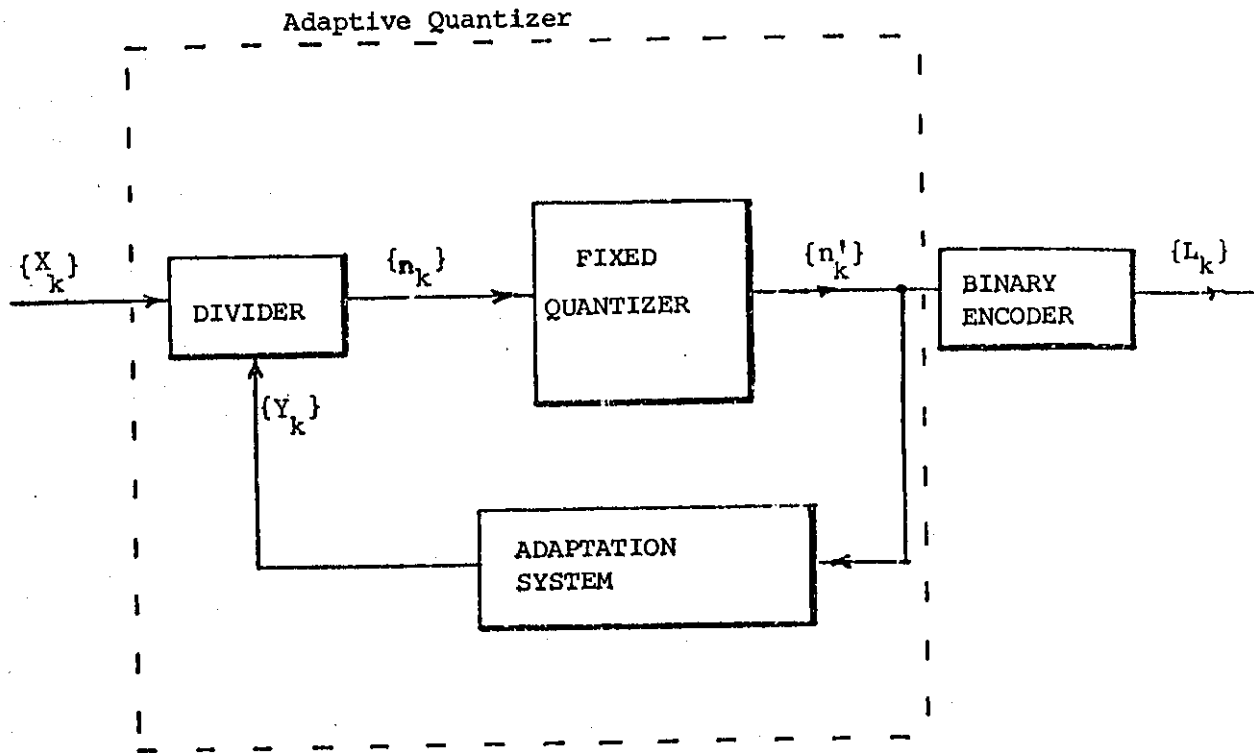 Adaptive Quantizer
{X_k}
DIVIDER
{n_k}
FIXED
QUANTIZER
{n'_k}
BINARY
ENCODER
{L_k}
{Y_k}
ADAPTATION
SYSTEM